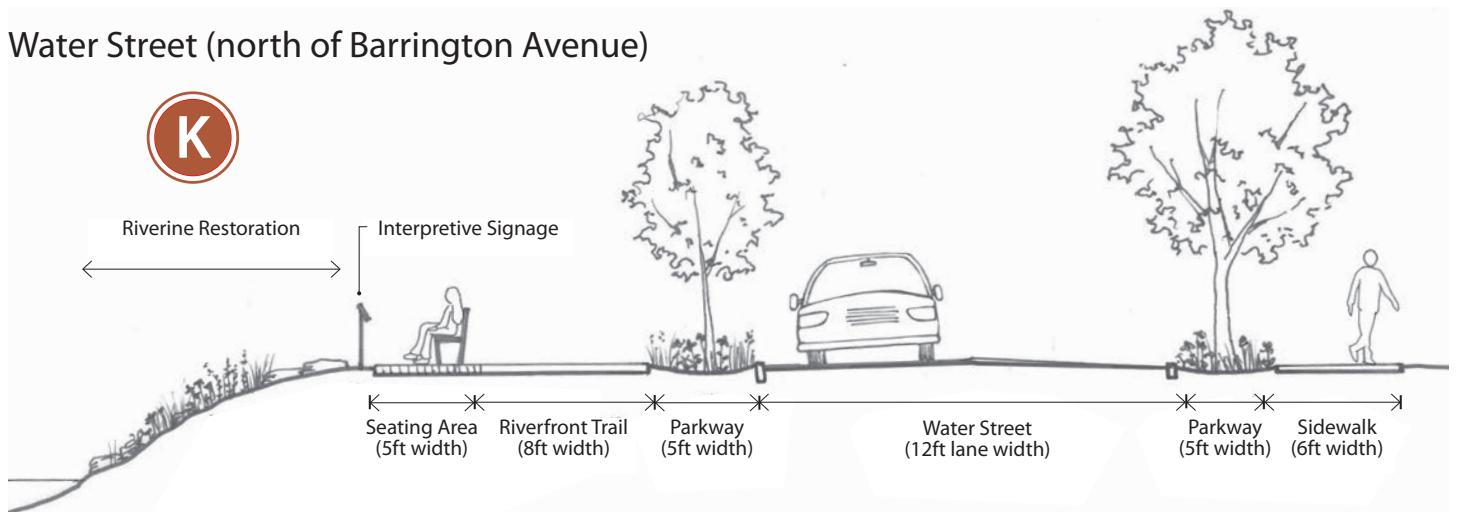 Water Street (north of Barrington Avenue)
K
Riverine Restoration
Interpretive Signage
Seating Area
(5ft width)
Riverfront Trail
(8ft width)
Parkway
(5ft width)
Water Street
(12ft lane width)
Parkway
(5ft width)
Sidewalk
(6ft width)